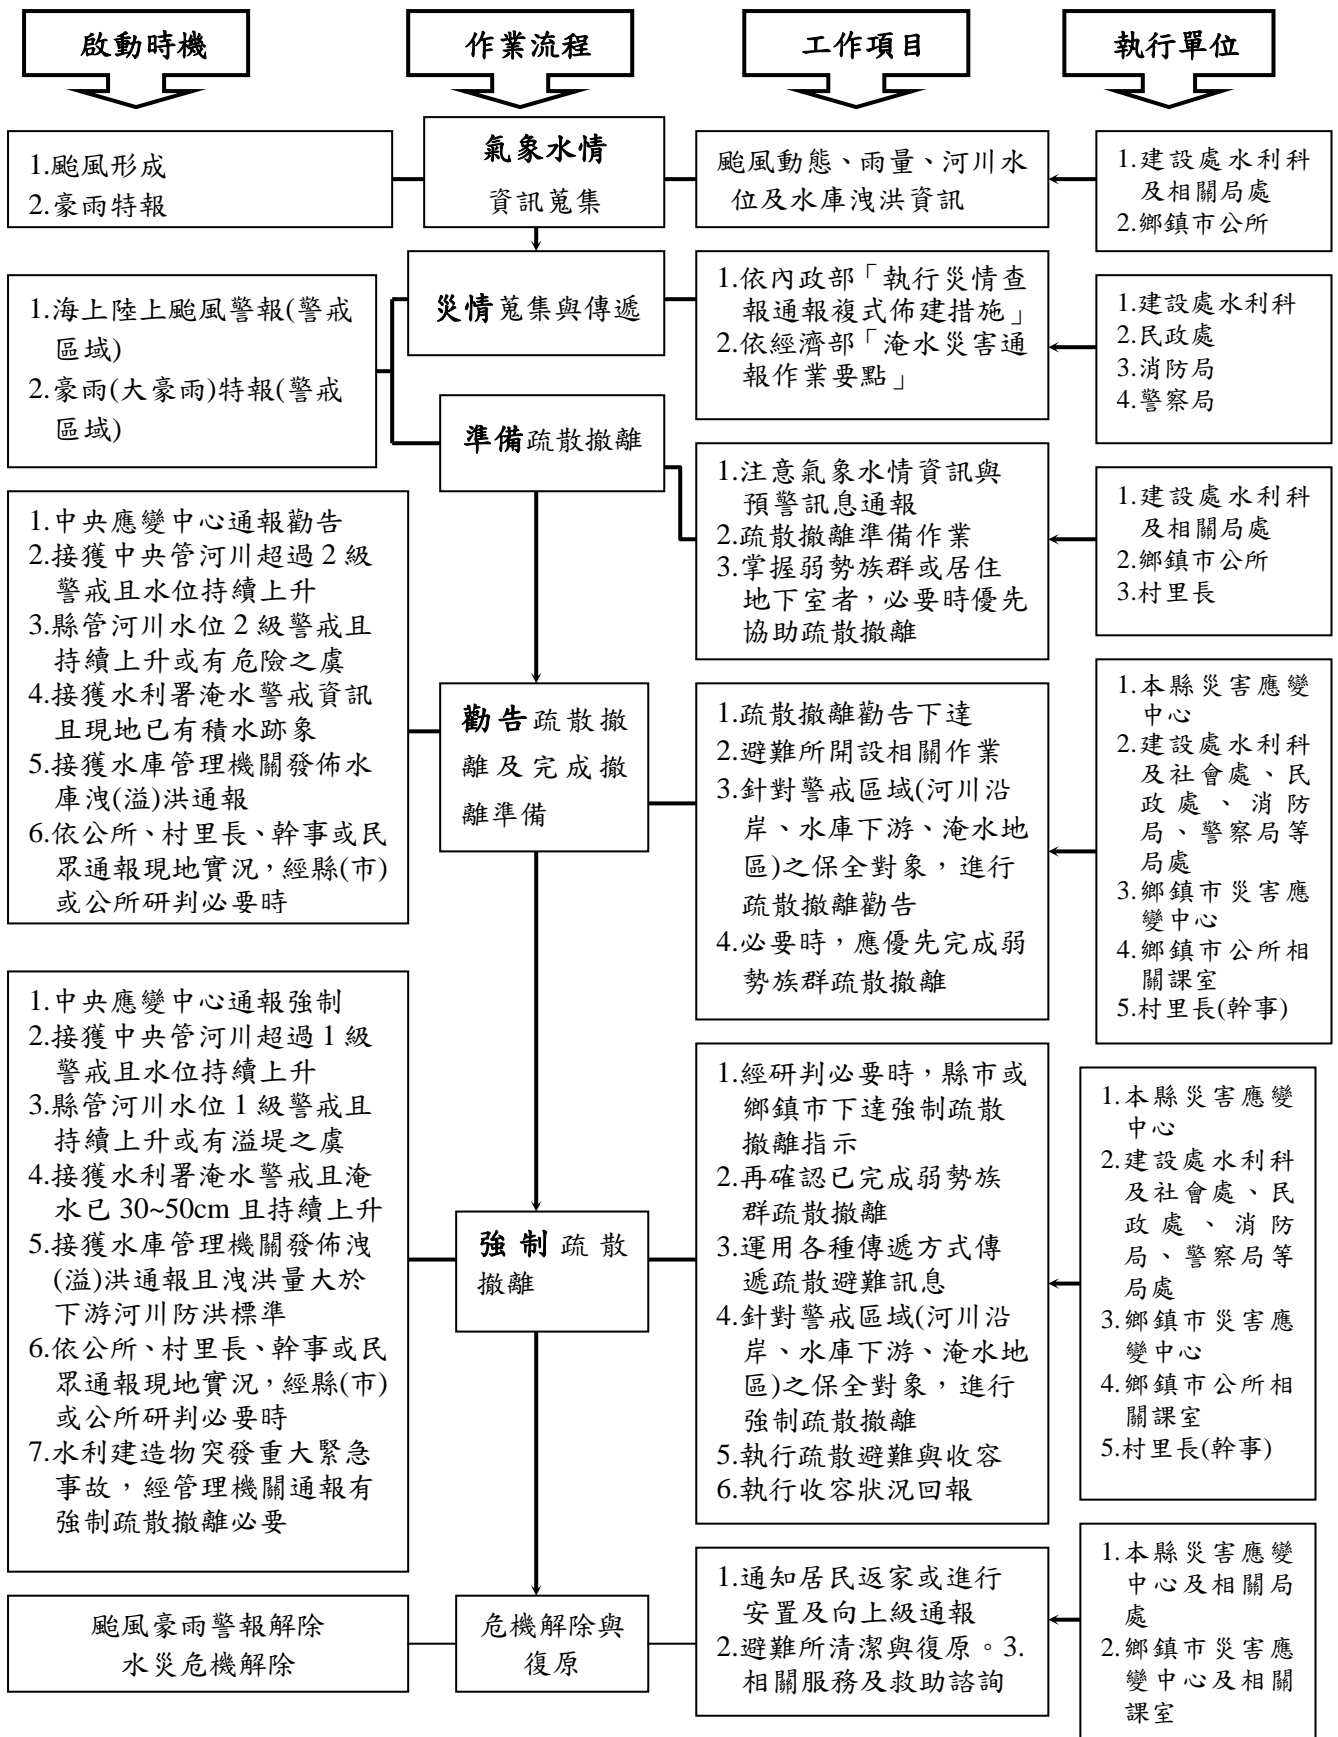 啟動時機
作業流程
工作項目
執行單位
1.颱風形成
2.豪雨特報
氣象水情
資訊蒐集
颱風動態、雨量、河川水
位及水庫洩洪資訊
1.建設處水利科
及相關局處
2.鄉鎮市公所
1.海上陸上颱風警報(警戒
區域)
2.豪雨(大豪雨)特報(警戒
區域)
災情蒐集與傳遞
1.依內政部「執行災情查
報通報複式佈建措施」
2.依經濟部「淹水災害通
報作業要點」
1.建設處水利科
2.民政處
3.消防局
4.警察局
準備疏散撤離
1.注意氣象水情資訊與
預警訊息通報
2.疏散撤離準備作業
3.掌握弱勢族群或居住
地下室者，必要時優先
協助疏散撤離
1.建設處水利科
及相關局處
2.鄉鎮市公所
3.村里長
1.中央應變中心通報勸告
2.接獲中央管河川超過 2 級
警戒且水位持續上升
3.縣管河川水位 2 級警戒且
持續上升或有危險之虞
4.接獲水利署淹水警戒資訊
且現地已有積水跡象
5.接獲水庫管理機關發佈水
庫洩(溢)洪通報
6.依公所、村里長、幹事或民
眾通報現地實況，經縣(市)
或公所研判必要時
勸告疏散撤
離及完成撤
離準備
1.疏散撤離勸告下達
2.避難所開設相關作業
3.針對警戒區域(河川沿
岸、水庫下游、淹水地
區)之保全對象，進行
疏散撤離勸告
4.必要時，應優先完成弱
勢族群疏散撤離
1.本縣災害應變
中心
2.建設處水利科
及社會處、民
政處、消防
局、警察局等
局處
3.鄉鎮市災害應
變中心
4.鄉鎮市公所相
關課室
5.村里長(幹事)
1.中央應變中心通報強制
2.接獲中央管河川超過 1 級
警戒且水位持續上升
3.縣管河川水位 1 級警戒且
持續上升或有溢堤之虞
4.接獲水利署淹水警戒且淹
水已 30~50cm 且持續上升
5.接獲水庫管理機關發佈洩
(溢)洪通報且洩洪量大於
下游河川防洪標準
6.依公所、村里長、幹事或民
眾通報現地實況，經縣(市)
或公所研判必要時
7.水利建造物突發重大緊急
事故，經管理機關通報有
強制疏散撤離必要
強制疏散
撤離
1.經研判必要時，縣市或
鄉鎮市下達強制疏散
撤離指示
2.再確認已完成弱勢族
群疏散撤離
3.運用各種傳遞方式傳
遞疏散避難訊息
4.針對警戒區域(河川沿
岸、水庫下游、淹水地
區)之保全對象，進行
強制疏散撤離
5.執行疏散避難與收容
6.執行收容狀況回報
1.本縣災害應變
中心
2.建設處水利科
及社會處、民
政處、消防
局、警察局等
局處
3.鄉鎮市災害應
變中心
4.鄉鎮市公所相
關課室
5.村里長(幹事)
颱風豪雨警報解除
水災危機解除
危機解除與
復原
1.通知居民返家或進行
安置及向上級通報
2.避難所清潔與復原。3.
相關服務及救助諮詢
1.本縣災害應變
中心及相關局
處
2.鄉鎮市災害應
變中心及相關
課室